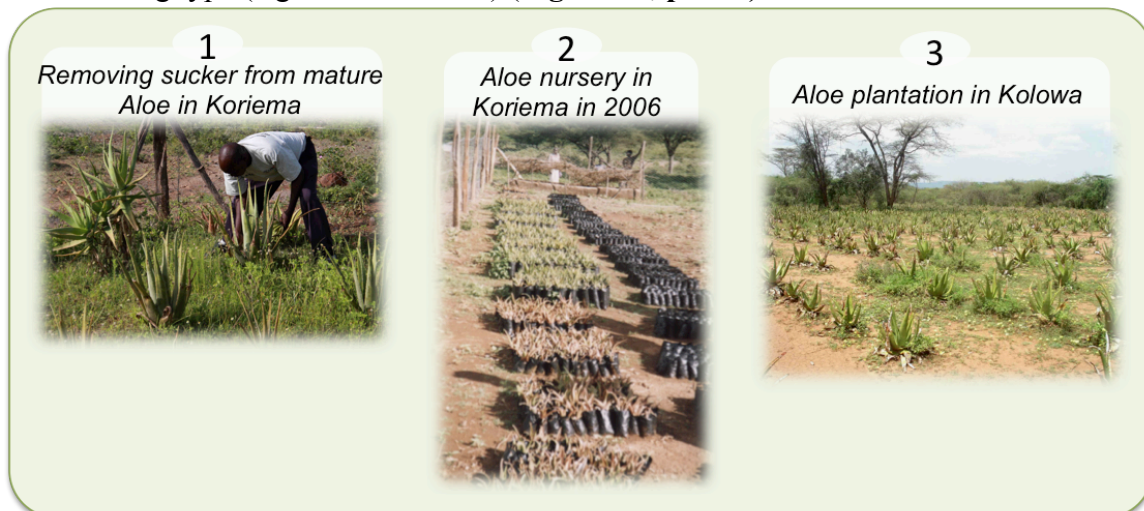 1
Removing sucker from mature
Aloe in Koriema
2
Aloe nursery in
Koriema in 2006
3
Aloe plantation in Kolowa